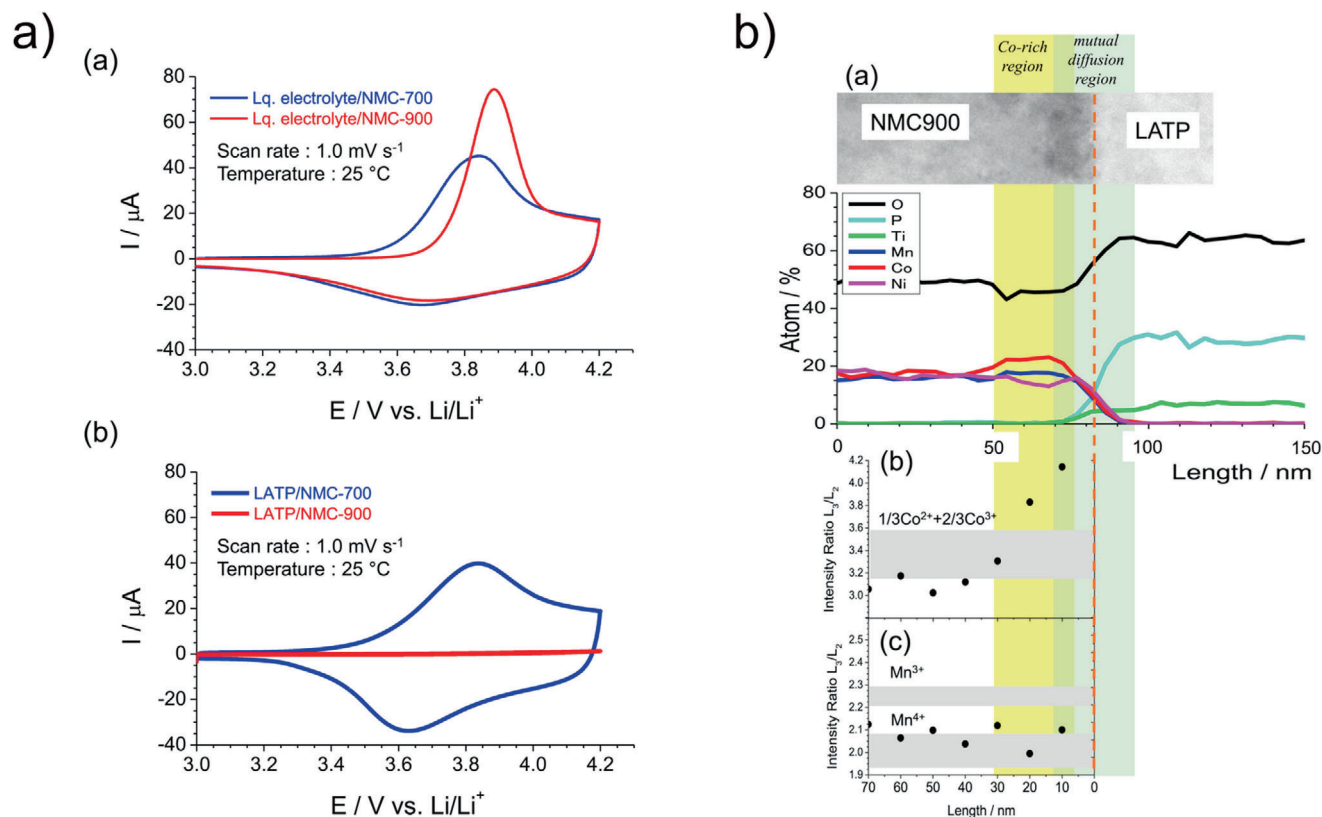 a)
(a)
Lq. electrolyte/NMC-700
Lq. electrolyte/NMC-900
Scan rate : 1.0 mV s⁻¹
Temperature : 25 °C
80
60
40
20
0
-20
-40
I / μA
3.0 3.2 3.4 3.6 3.8 4.0 4.2
E / V vs. Li/Li⁺
(b)
LATP/NMC-700
LATP/NMC-900
Scan rate : 1.0 mV s⁻¹
Temperature : 25 °C
80
60
40
20
0
-20
-40
I / μA
3.0 3.2 3.4 3.6 3.8 4.0 4.2
E / V vs. Li/Li⁺
b)
Co-rich
region
mutual
diffusion
region
(a)
NMC900
LATP
O
P
Ti
Mn
Co
Ni
80
60
40
20
0
Atom / %
0 50 100 150
Length / nm
(b)
1/3Co²⁺+2/3Co³⁺
4.2
4.0
3.8
3.6
3.4
3.2
3.0
Intensity Ratio L₃/L₂
(c)
Mn³⁺
Mn⁴⁺
2.5
2.4
2.3
2.2
2.1
2.0
1.9
Intensity Ratio L₃/L₂
70 60 50 40 30 20 10 0
Length / nm